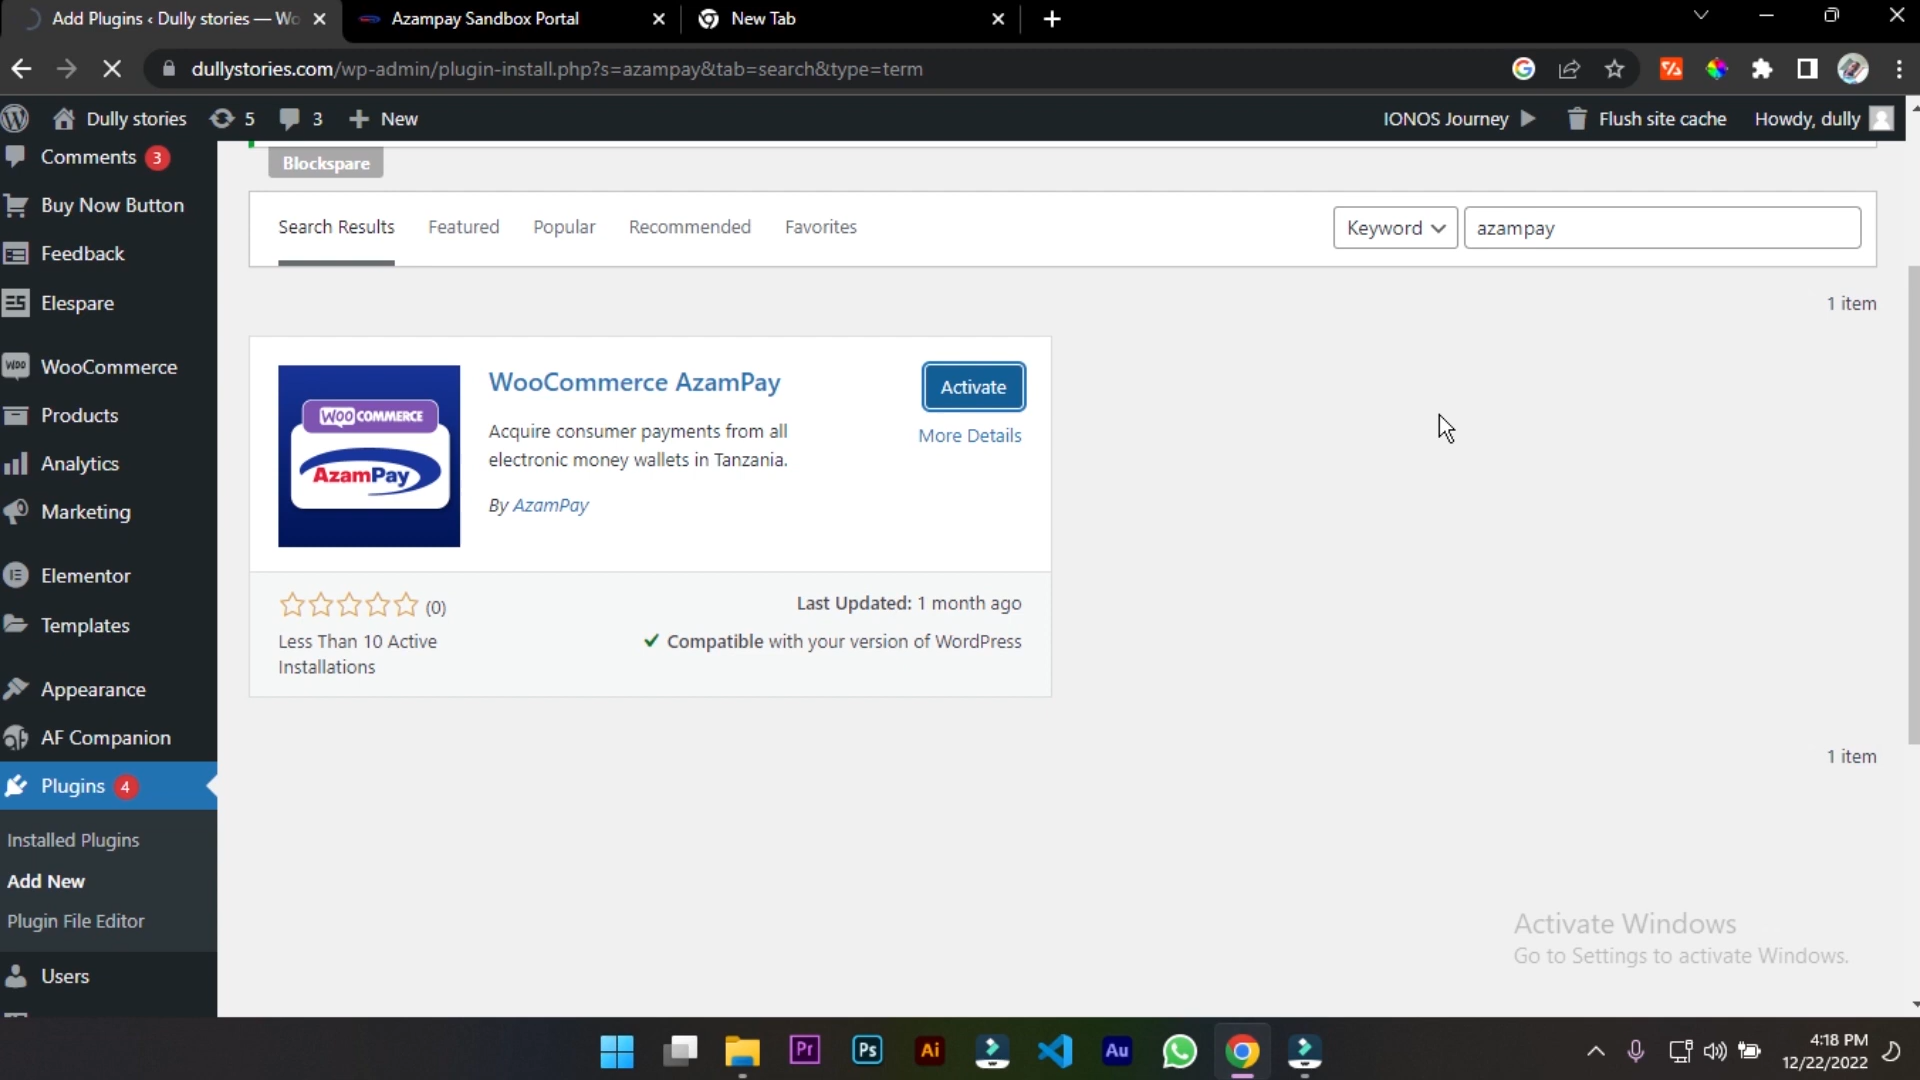 Add Plugins ‹ Dully stories — Wo
Azampay Sandbox Portal
New Tab
dullystories.com/wp-admin/plugin-install.php?s=azampay&tab=search&type=term
Dully stories
5
3
New
IONOS Journey
Flush site cache
Howdy, dully
Comments 3
Buy Now Button
Feedback
Elespare
WooCommerce
Products
Analytics
Marketing
Elementor
Templates
Appearance
AF Companion
Plugins 4
Installed Plugins
Add New
Plugin File Editor
Users
Blockspare
Search Results
Featured
Popular
Recommended
Favorites
Keyword
azampay
1 item
WOO COMMERCE
AzamPay
WooCommerce AzamPay
Acquire consumer payments from all
electronic money wallets in Tanzania.
By AzamPay
Activate
More Details
(0)
Less Than 10 Active
Installations
Last Updated: 1 month ago
Compatible with your version of WordPress
1 item
Activate Windows
Go to Settings to activate Windows.
Pr
Ps
Ai
Au
4:18 PM
12/22/2022